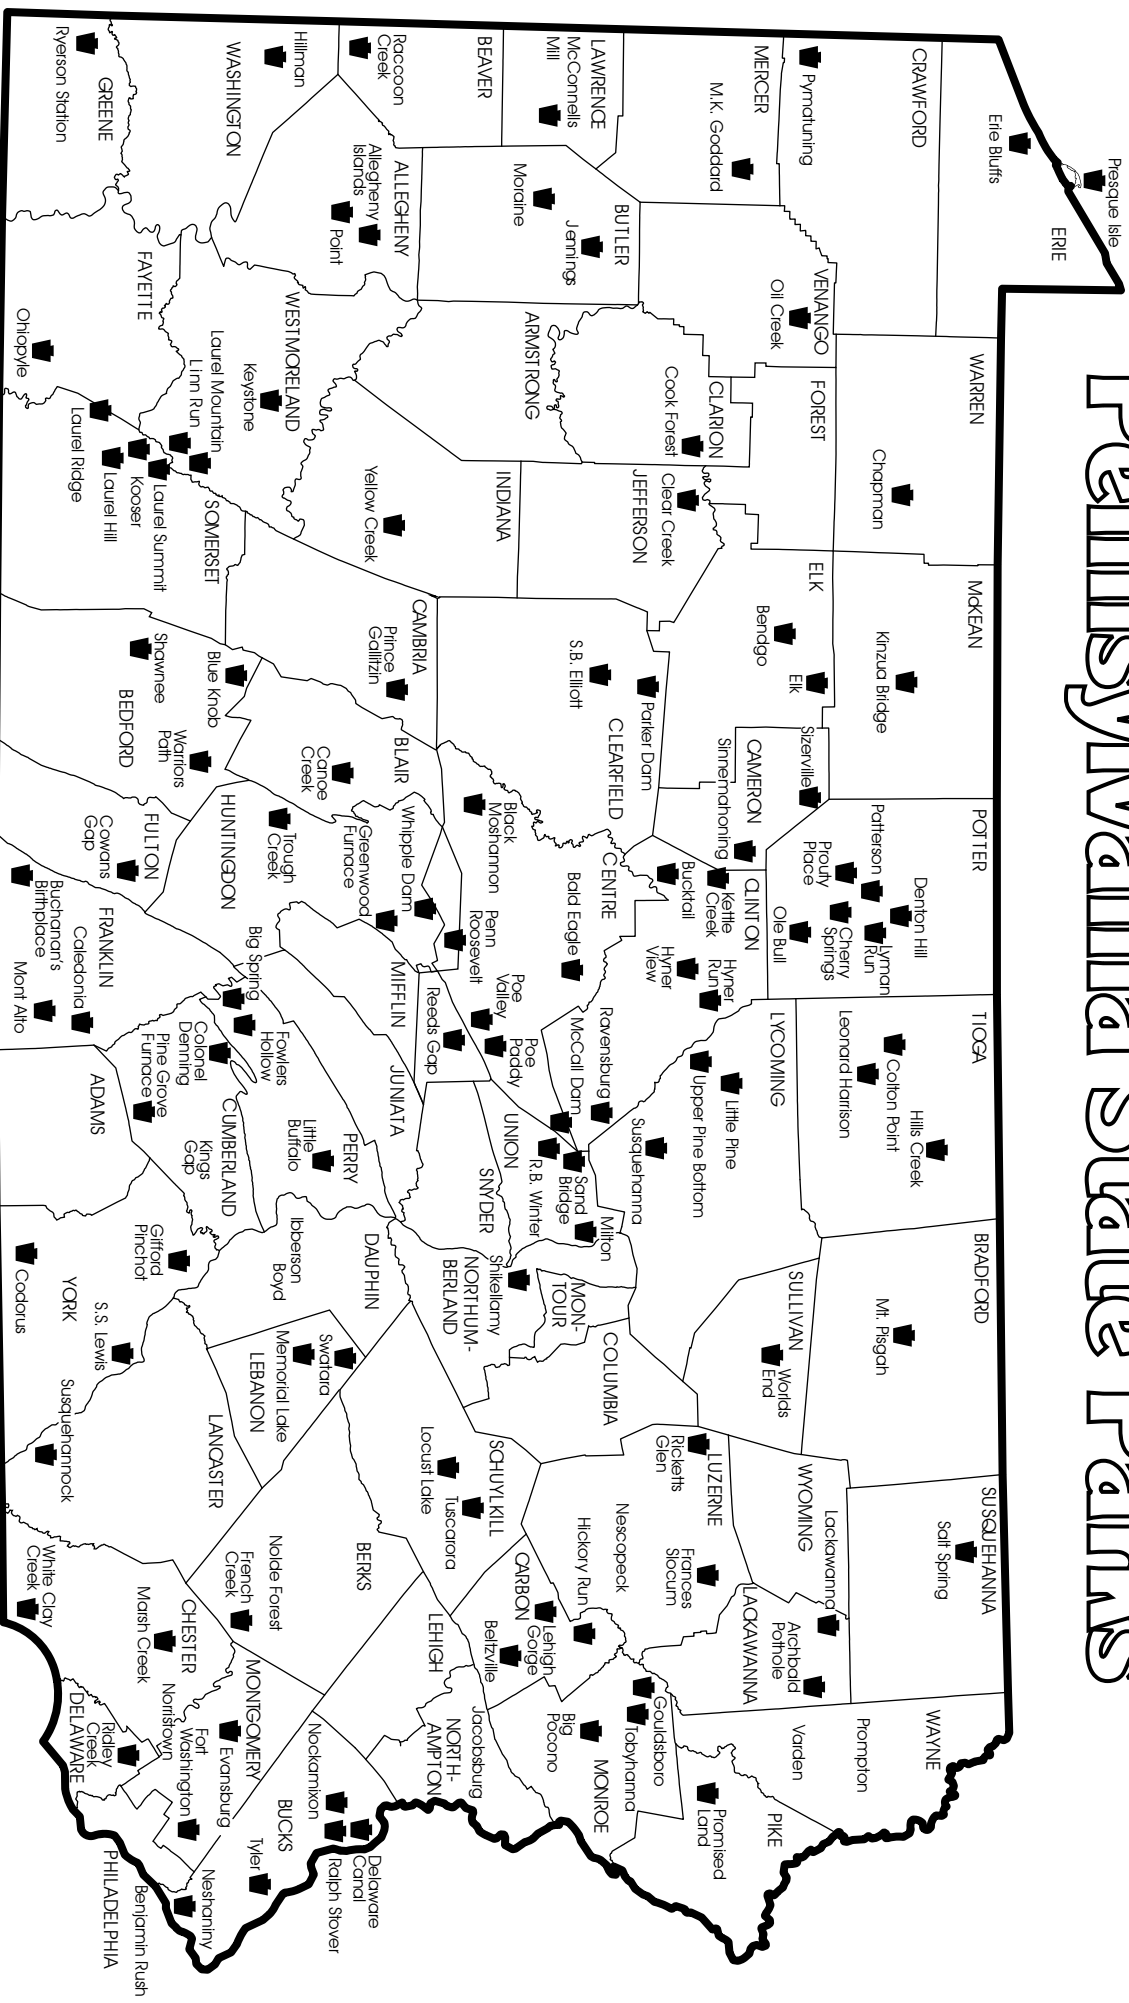 Pennsylvania State Parks
Presque Isle
ERIE
Erie Bluffs
CRAWFORD
WARREN
McKEAN
POTTER
TIOGA
BRADFORD
SUSQUEHANNA
WAYNE
Salt Spring
Pymatuning
Chapman
Kinzua Bridge
Denton Hill
Patterson
Lyman
Run
Prouty
Place
Cherry
Springs
Ole Bull
Hills Creek
Cotton Point
Leonard Harrison
Mt. Pisgah
Prompton
Varden
MERCER
M.K. Goddard
VENANGO
Oil Creek
FOREST
ELK
Bendgo
Elk
Sizerville
CAMERON
Sinnemahoning
CLINTON
Kettle
Creek
Bucktail
Hyner
Run
Hyner
View
LYCOMING
Little Pine
Upper Pine Bottom
Susquehanna
SULLIVAN
Worlds
End
WYOMING
Lackawanna
Archbald
Pothole
LACKAWANNA
PIKE
Promised
Land
LAWRENCE
McConnells
Mill
BUTLER
Jennings
Moraine
CLARION
Cook Forest
Clear Creek
JEFFERSON
Parker Dam
S.B. Elliott
CLEARFIELD
CENTRE
Bald Eagle
Black
Moshannon
Ravensburg
McCall Dam
Sand
Bridge
R.B. Winter
Milton
MON-
TOUR
COLUMBIA
LUZERNE
Ricketts
Glen
Frances
Slocum
Nescopeck
Hickory Run
Gouldsboro
Tobyhanna
Big
Pocono
MONROE
BEAVER
Raccoon
Creek
ALLEGHENY
Allegheny
Islands
Point
ARMSTRONG
INDIANA
Yellow Creek
CAMBRIA
Prince
Gallitzin
BLAIR
Canoe
Creek
Whipple Dam
Greenwood
Furnace
Penn
Roosevelt
Poe
Valley
Poe
Paddy
Reeds Gap
MIFFLIN
JUNIATA
UNION
SNYDER
Shikellamy
NORTHUM-
BERLAND
SCHUYLKILL
Locust Lake
Tuscarora
CARBON
Lehigh
Gorge
Beltzville
LEHIGH
Jacobsburg
NORTH-
AMPTON
Hillman
WASHINGTON
WESTMORELAND
Keystone
Laurel Mountain
Linn Run
SOMERSET
Laurel Summit
Kooser
Laurel Hill
Laurel Ridge
Blue Knob
Shawnee
Warriors
Path
BEDFORD
HUNTINGDON
Trough
Creek
Big Spring
Fowlers
Hollow
Colonel
Denning
Pine Grove
Furnace
Little
Buffalo
PERRY
CUMBERLAND
Kings
Gap
DAUPHIN
Ibberson
Boyd
Swatara
Memorial Lake
LEBANON
BERKS
Nolde Forest
French
Creek
Nockamixon
Delaware
Canal
Ralph Stover
BUCKS
Tyler
Ryerson Station
GREENE
FAYETTE
Ohiopyle
FULTON
Cowans
Gap
FRANKLIN
Buchanan's
Birthplace
Caledonia
Mont Alto
ADAMS
Gifford
Pinchot
YORK
Codorus
S.S. Lewis
Susquehannock
LANCASTER
White Clay
Creek
CHESTER
Marsh Creek
MONTGOMERY
Evansburg
Fort
Washington
Norristown
Ridley
Creek
DELAWARE
Neshaminy
Benjamin Rush
PHILADELPHIA